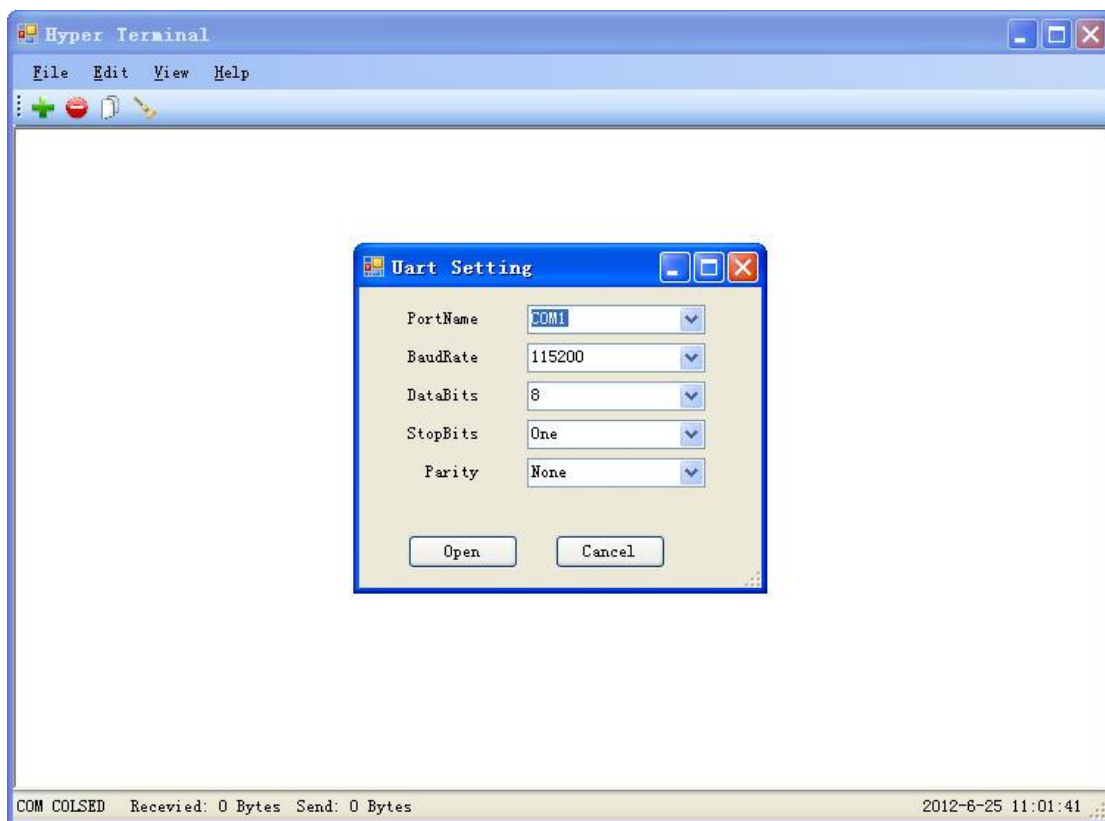 Hyper Terminal
File Edit View Help
Uart Setting
PortName COM1
BaudRate 115200
DataBits 8
StopBits One
Parity None
Open Cancel
COM COLSED Recevied: 0 Bytes Send: 0 Bytes 2012-6-25 11:01:41